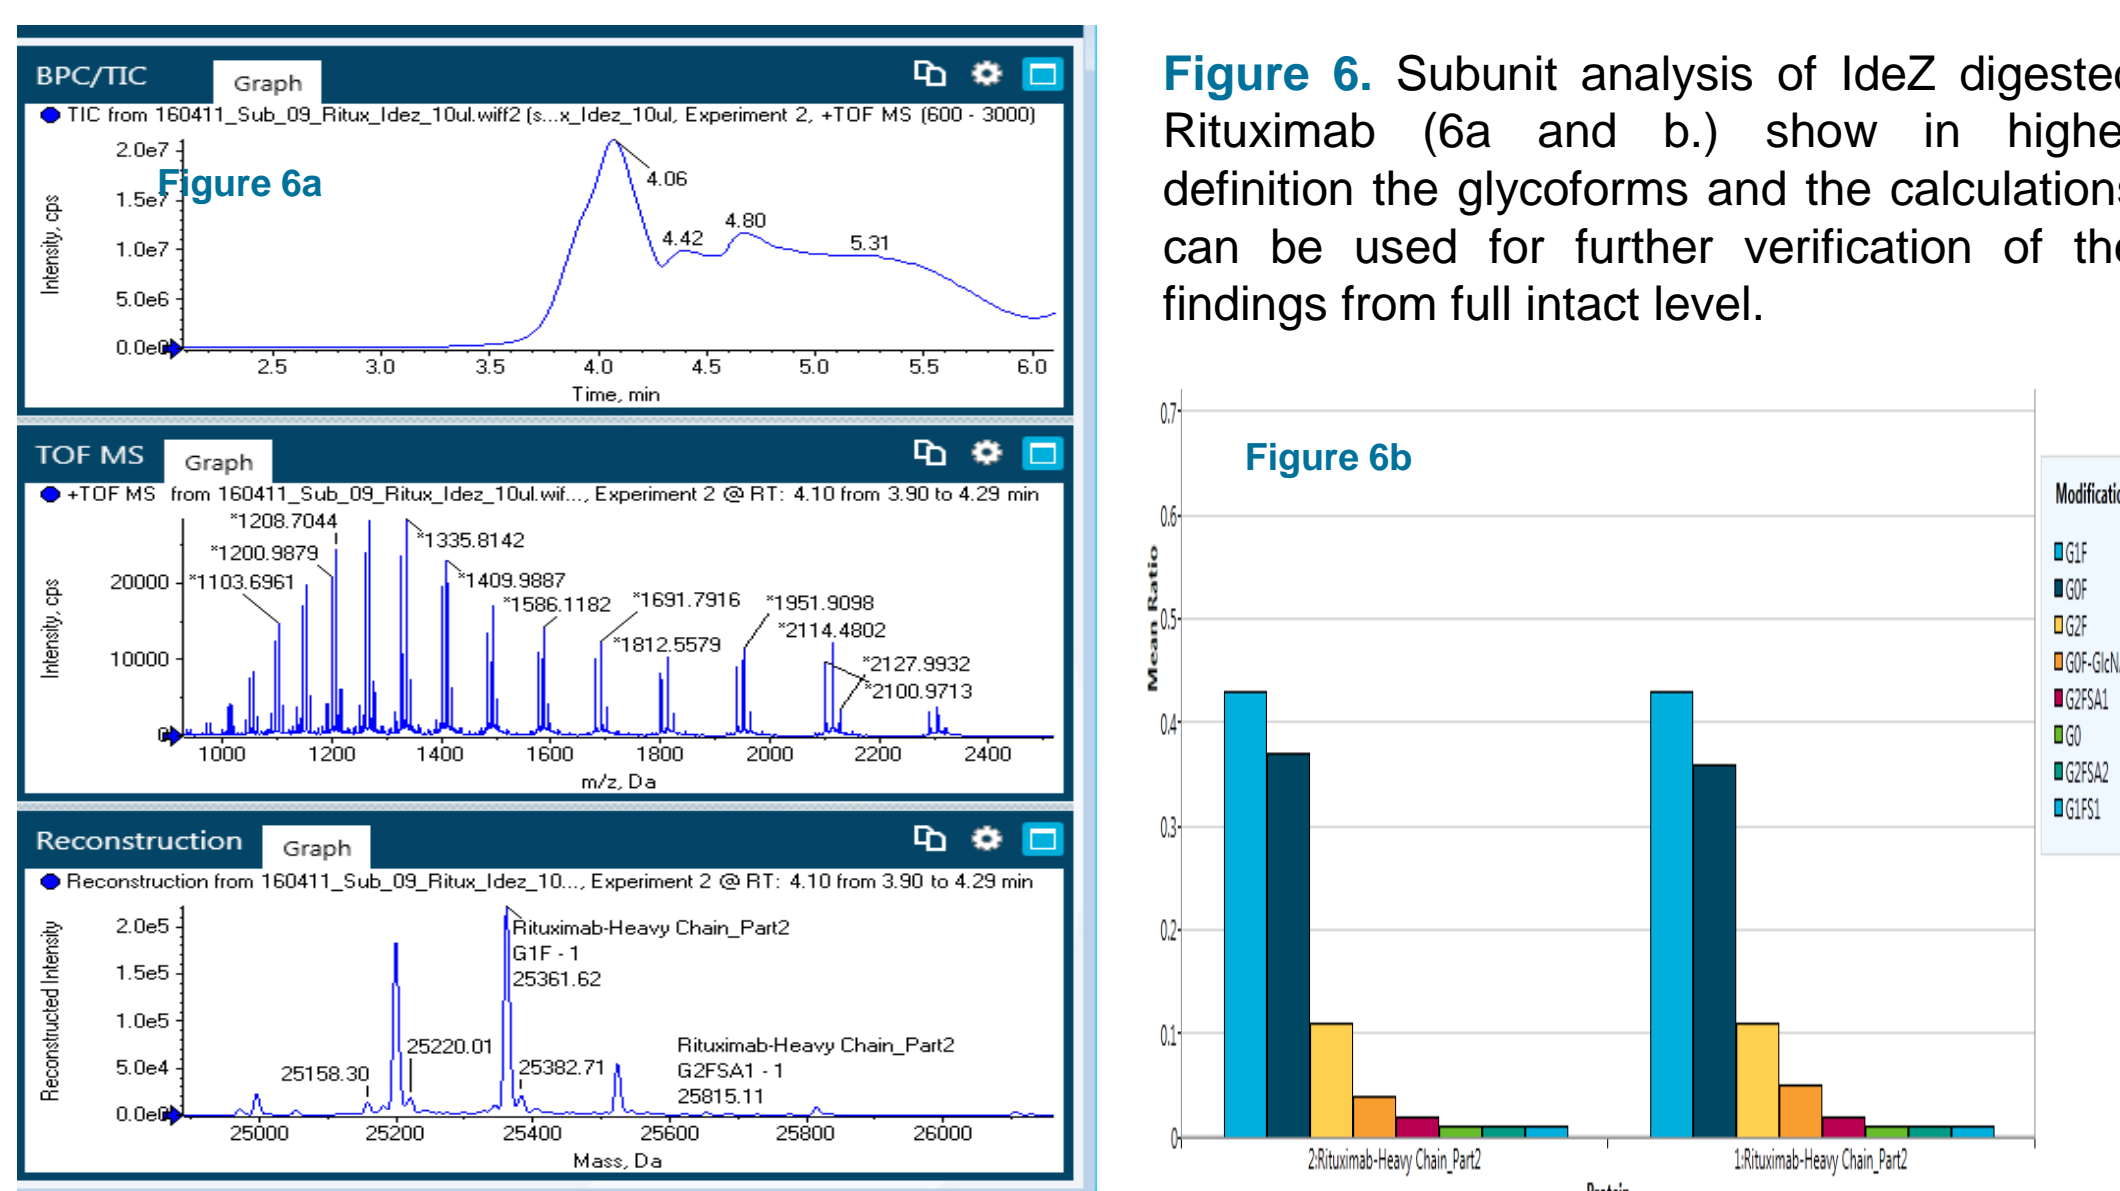 BPC/TIC
Graph
TIC from 160411_Sub_09_Ritux_Idez_10ul.wiff2 (s...x_Idez_10ul, Experiment 2, +TOF MS (600 - 3000)
Figure 6a
Intensity, cps
2.0e7
1.5e7
1.0e7
5.0e6
0.0e0
4.06
4.42
4.80
5.31
2.5 3.0 3.5 4.0 4.5 5.0 5.5 6.0
Time, min
TOF MS
Graph
+TOF MS from 160411_Sub_09_Ritux_Idez_10ul.wif..., Experiment 2 @ RT: 4.10 from 3.90 to 4.29 min
Intensity, cps
20000
10000
0
*1208.7044
*1200.9879
*1103.6961
*1335.8142
*1409.9887
*1586.1182
*1691.7916
*1812.5579
*1951.9098
*2114.4802
*2127.9932
*2100.9713
1000 1200 1400 1600 1800 2000 2200 2400
m/z, Da
Reconstruction
Graph
Reconstruction from 160411_Sub_09_Ritux_Idez_10..., Experiment 2 @ RT: 4.10 from 3.90 to 4.29 min
Reconstructed Intensity
2.0e5
1.5e5
1.0e5
5.0e4
0.0e0
25158.30
25220.01
Rituximab-Heavy Chain_Part2
G1F - 1
25361.62
25382.71
Rituximab-Heavy Chain_Part2
G2FSA1 - 1
25815.11
25000 25200 25400 25600 25800 26000
Mass, Da
Figure 6. Subunit analysis of IdeZ digested
Rituximab (6a and b.) show in higher
definition the glycoforms and the calculations
can be used for further verification of the
findings from full intact level.
Figure 6b
Mean Ratio
0.7
0.6
0.5
0.4
0.3
0.2
0.1
0
2:Rituximab-Heavy Chain_Part2
1:Rituximab-Heavy Chain_Part2
Protein
Modificatio
G1F
G0F
G2F
G0F-GlcN
G2FSA1
G0
G2FSA2
G1FS1